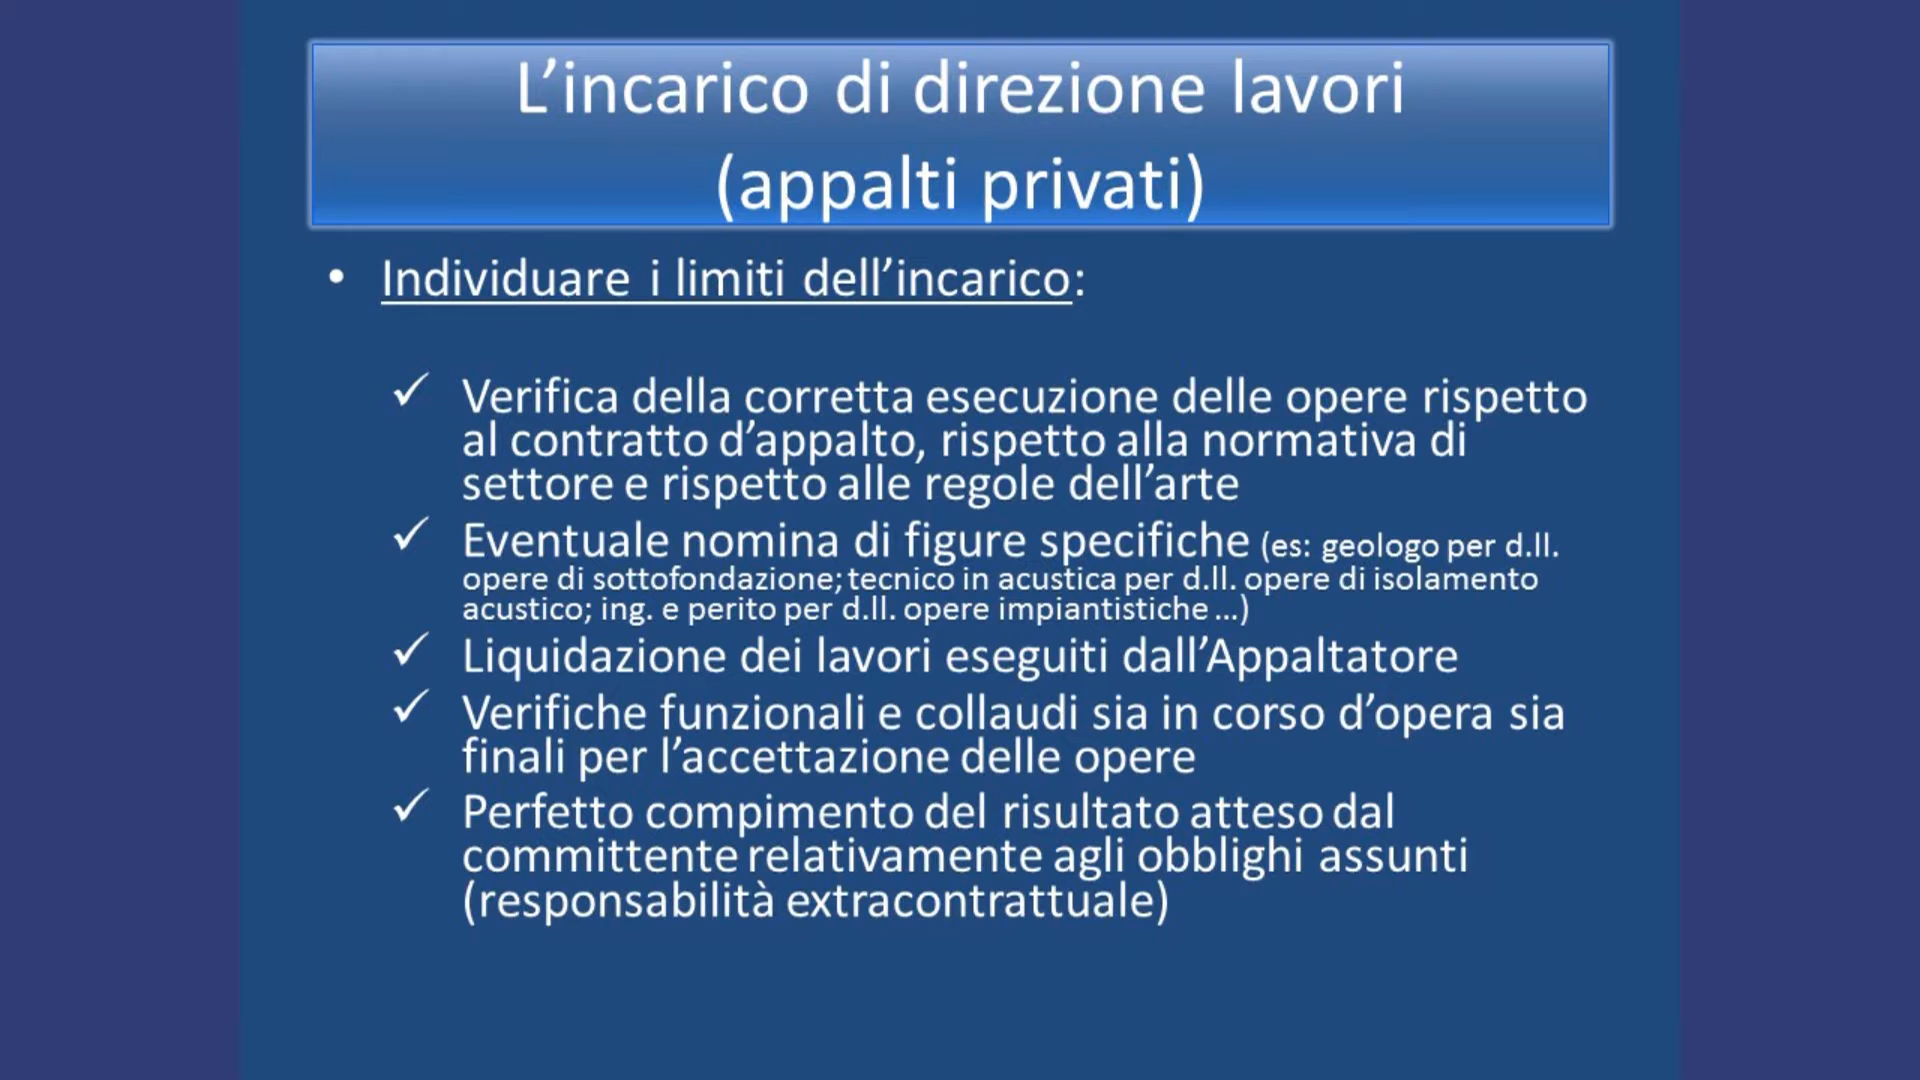 L’incarico di direzione lavori
(appalti privati)
• Individuare i limiti dell’incarico:
✓ Verifica della corretta esecuzione delle opere rispetto
al contratto d’appalto, rispetto alla normativa di
settore e rispetto alle regole dell’arte
✓ Eventuale nomina di figure specifiche (es: geologo per d.ll.
opere di sottofondazione; tecnico in acustica per d.ll. opere di isolamento
acustico; ing. e perito per d.ll. opere impiantistiche ...)
✓ Liquidazione dei lavori eseguiti dall’Appaltatore
✓ Verifiche funzionali e collaudi sia in corso d’opera sia
finali per l’accettazione delle opere
✓ Perfetto compimento del risultato atteso dal
committente relativamente agli obblighi assunti
(responsabilità extracontrattuale)